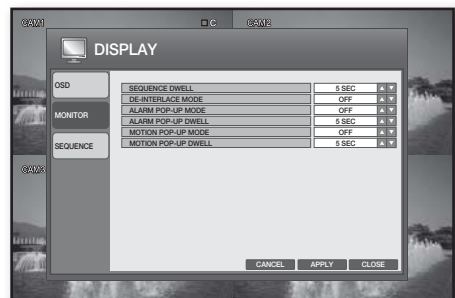 CAM1 C CAM2
DISPLAY
OSD
MONITOR
SEQUENCE
SEQUENCE DWELL 5 SEC
DE-INTERLACE MODE OFF
ALARM POP-UP MODE OFF
ALARM POP-UP DWELL 5 SEC
MOTION POP-UP MODE OFF
MOTION POP-UP DWELL 5 SEC
CAM3
CANCEL APPLY CLOSE